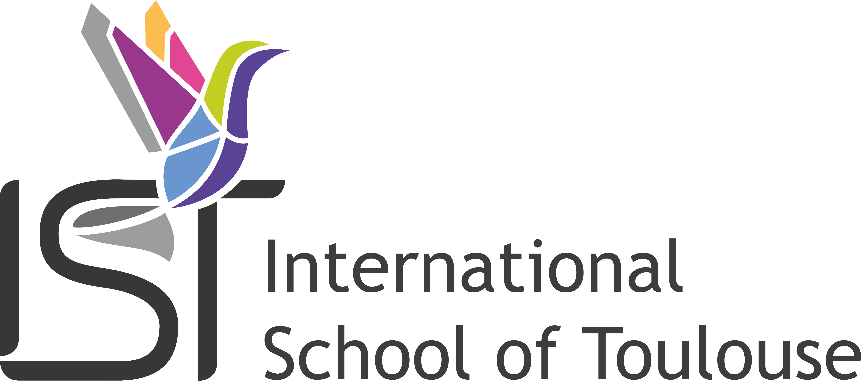 IST
International
School of Toulouse